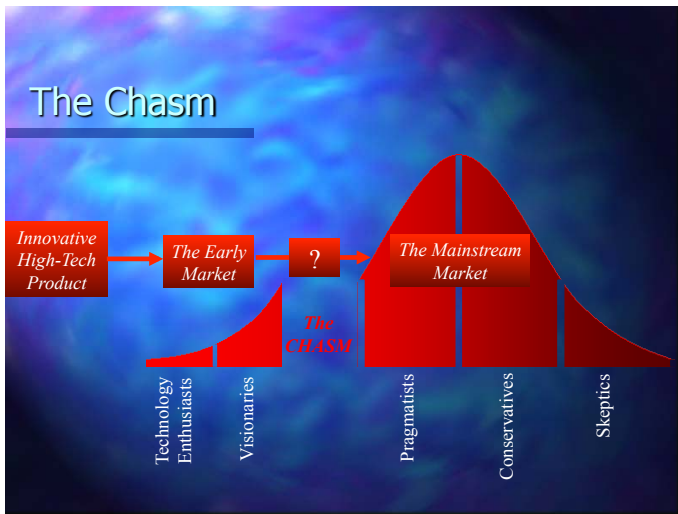 The Chasm
Innovative
High-Tech
Product
The Early
Market
?
The Mainstream
Market
The
CHASM
Technology
Enthusiasts
Visionaries
Pragmatists
Conservatives
Skeptics